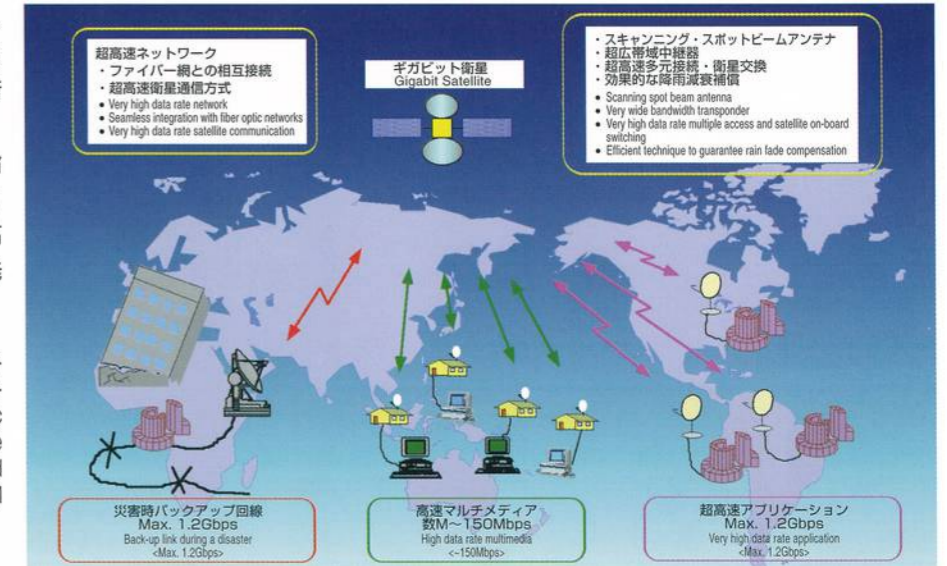 超高速ネットワーク
・ファイバー網との相互接続
・超高速衛星通信方式
● Very high data rate network
● Seamless integration with fiber optic networks
● Very high data rate satellite communication
ギガビット衛星
Gigabit Satellite
・スキャンニング・スポットビームアンテナ
・超広帯域中継器
・超高速多元接続・衛星交換
・効果的な降雨減衰補償
● Scanning spot beam antenna
● Very wide bandwidth transponder
● Very high data rate multiple access and satellite on-board
switching
● Efficient technique to guarantee rain fade compensation
災害時バックアップ回線
Max. 1.2Gbps
Back-up link during a disaster
<Max. 1.2Gbps>
高速マルチメディア
数M～150Mbps
High data rate multimedia
<~150Mbps>
超高速アプリケーション
Max. 1.2Gbps
Very high data rate application
<Max. 1.2Gbps>